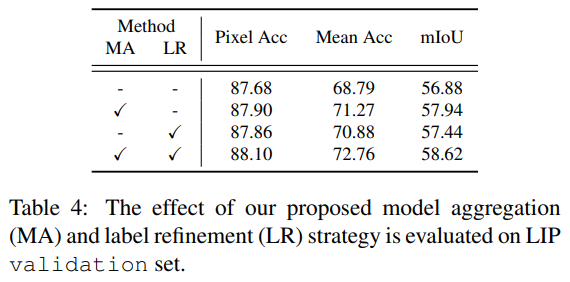 Method
MA LR Pixel Acc Mean Acc mIoU
- - 87.68 68.79 56.88
✓ - 87.90 71.27 57.94
- ✓ 87.86 70.88 57.44
✓ ✓ 88.10 72.76 58.62
Table 4: The effect of our proposed model aggregation
(MA) and label refinement (LR) strategy is evaluated on LIP
validation set.